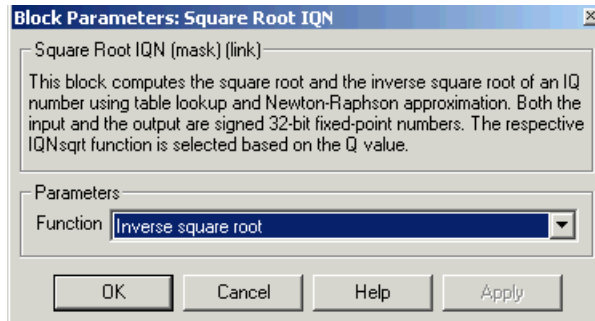 Block Parameters: Square Root IQN
Square Root IQN (mask) (link)
This block computes the square root and the inverse square root of an IQ
number using table lookup and Newton-Raphson approximation. Both the
input and the output are signed 32-bit fixed-point numbers. The respective
IQNsqrt function is selected based on the Q value.
Parameters
Function Inverse square root
OK Cancel Help Apply